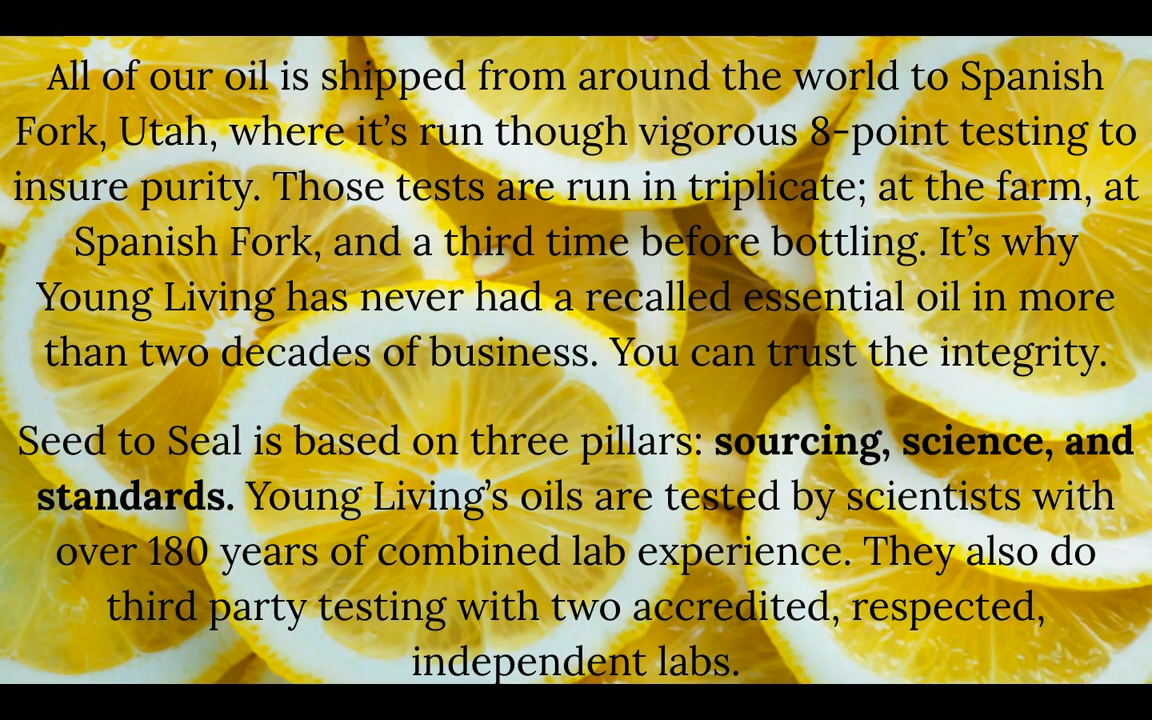 All of our oil is shipped from around the world to Spanish
Fork, Utah, where it’s run though vigorous 8-point testing to
insure purity. Those tests are run in triplicate; at the farm, at
Spanish Fork, and a third time before bottling. It’s why
Young Living has never had a recalled essential oil in more
than two decades of business. You can trust the integrity.
Seed to Seal is based on three pillars: sourcing, science, and
standards. Young Living’s oils are tested by scientists with
over 180 years of combined lab experience. They also do
third party testing with two accredited, respected,
independent labs.